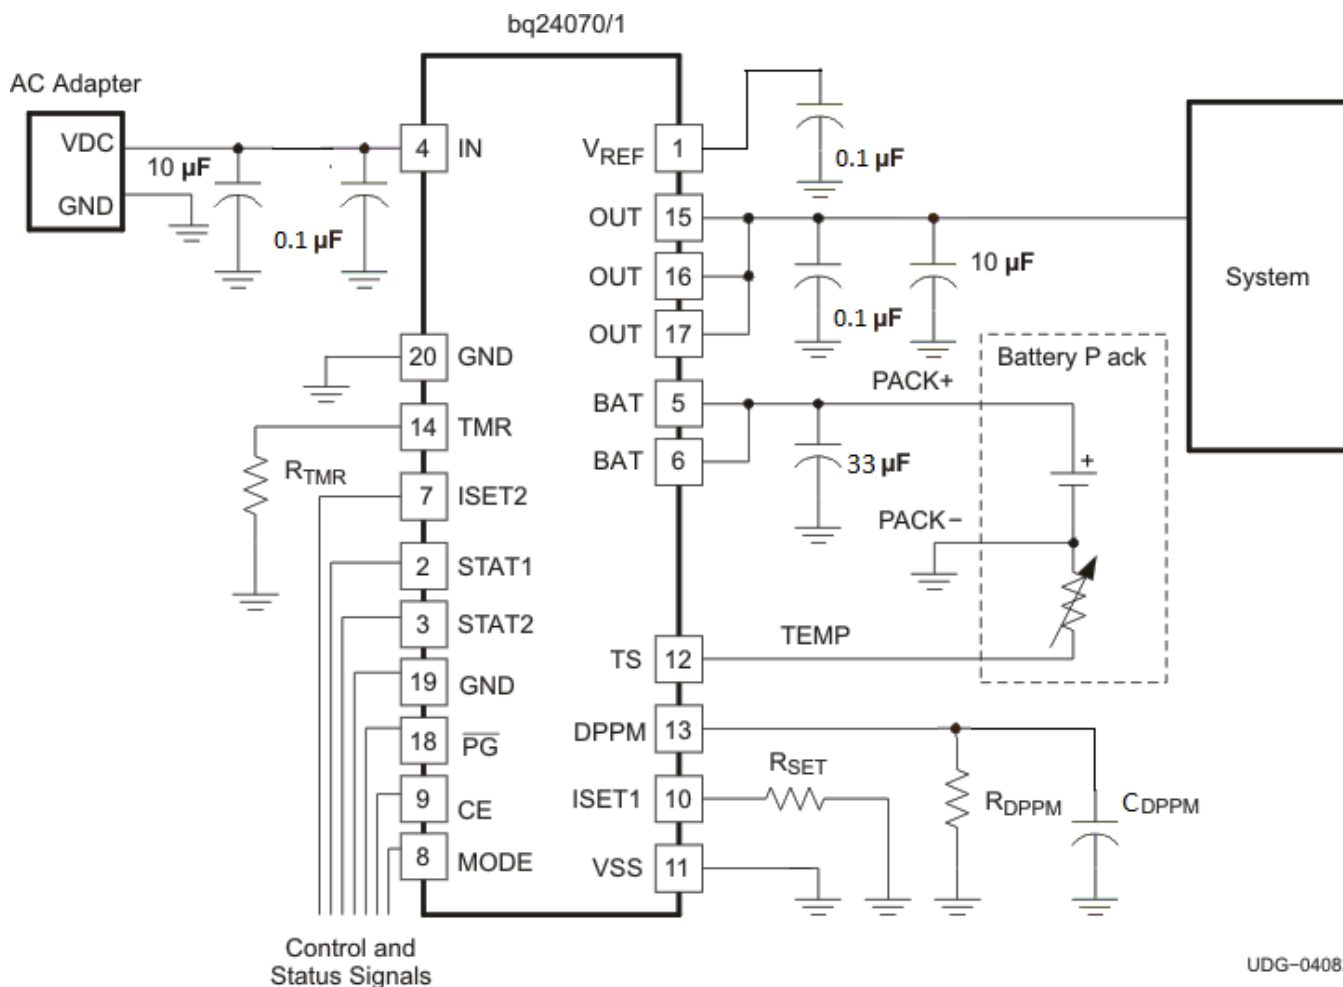 bq24070/1
AC Adapter
VDC
GND
10 µF
0.1 µF
4 IN
VREF 1
0.1 µF
OUT 15
OUT 16
OUT 17
0.1 µF
10 µF
System
20 GND
14 TMR
RTMR
7 ISET2
2 STAT1
3 STAT2
19 GND
18 PG
9 CE
8 MODE
BAT 5
BAT 6
PACK+
33 µF
Battery P ack
+
PACK−
TEMP
TS 12
DPPM 13
RSET
ISET1 10
RDPPM
CDPPM
VSS 11
Control and
Status Signals
UDG−0408